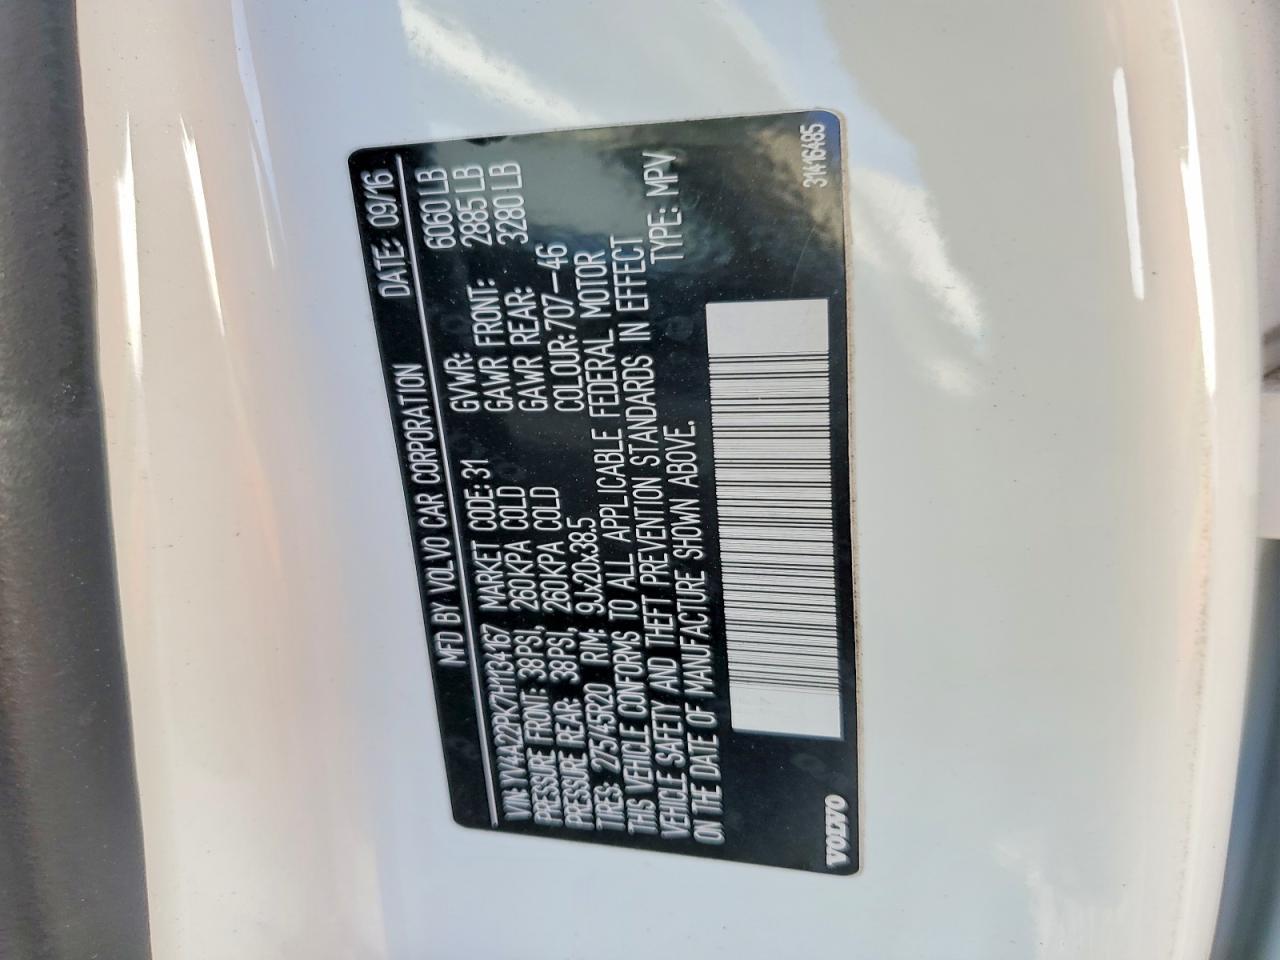 MFD BY VOLVO CAR CORPORATION DATE: 09/16
VIN: YV4A22PK7H1134167 MARKET CODE: 31 GVWR: 6060 LB
PRESSURE FRONT: 38PSI, 260KPA COLD GAWR FRONT: 2885 LB
PRESSURE REAR: 38PSI, 260KPA COLD GAWR REAR: 3280 LB
TIRES: 275/45R20 RIM: 9Jx20x38.5 COLOUR: 707-46
THIS VEHICLE CONFORMS TO ALL APPLICABLE FEDERAL MOTOR
VEHICLE SAFETY AND THEFT PREVENTION STANDARDS IN EFFECT
ON THE DATE OF MANUFACTURE SHOWN ABOVE. TYPE: MPV
VOLVO 31416485